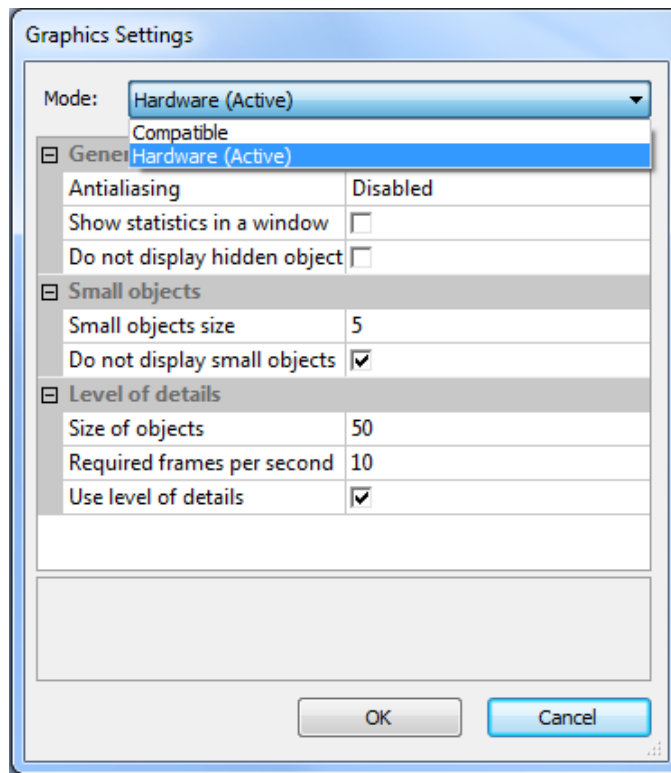 Graphics Settings
Mode: Hardware (Active)
Compatible
Hardware (Active)
Antialiasing Disabled
Show statistics in a window
Do not display hidden object
Small objects
Small objects size 5
Do not display small objects
Level of details
Size of objects 50
Required frames per second 10
Use level of details
OK Cancel